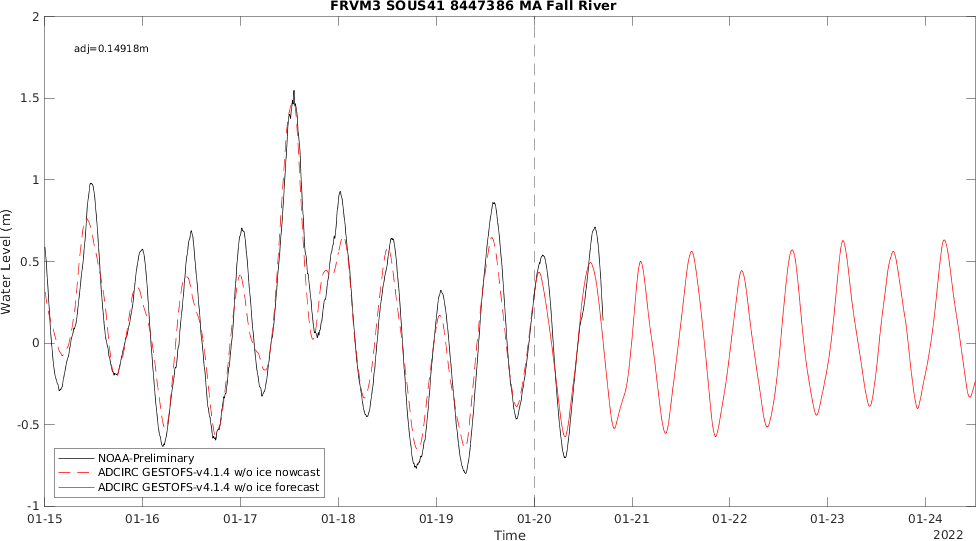 FRVM3 SOUS41 8447386 MA Fall River
adj=0.14918m
2
1.5
1
0.5
0
-0.5
-1
Water Level (m)
NOAA-Preliminary
ADCIRC GESTOFS-v4.1.4 w/o ice nowcast
ADCIRC GESTOFS-v4.1.4 w/o ice forecast
01-15 01-16 01-17 01-18 01-19 01-20 01-21 01-22 01-23 01-24
Time
2022